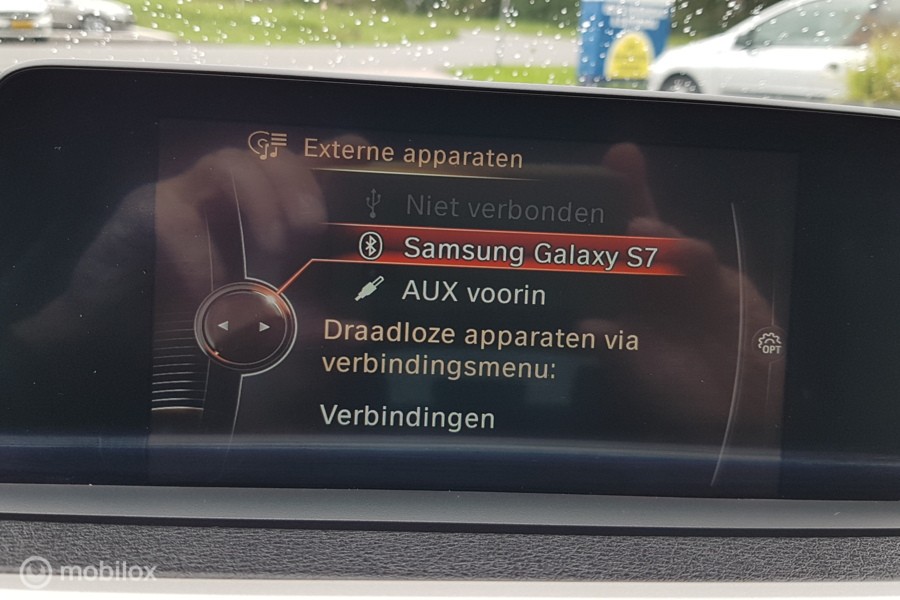 Externe apparaten
Niet verbonden
Samsung Galaxy S7
AUX voorin
Draadloze apparaten via
verbindingsmenu:
OPT
Verbindingen
mobilox